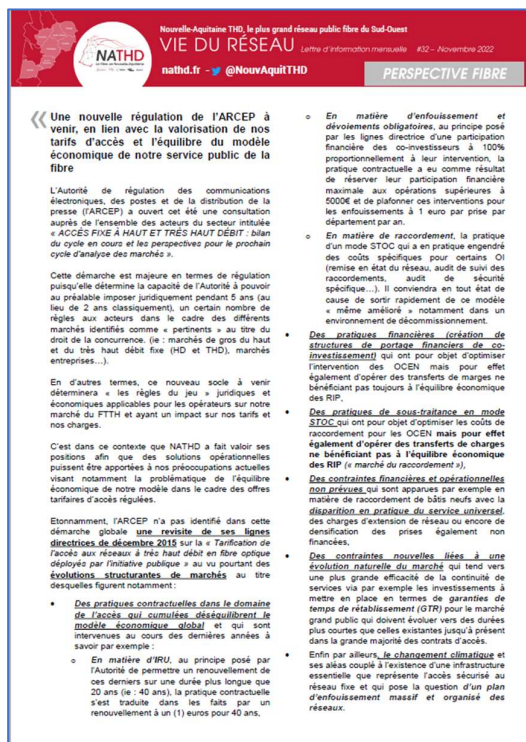 Nouvelle-Aquitaine THD, le plus grand réseau public fibre du Sud-Ouest
VIE DU RÉSEAU Lettre d'information mensuelle #32 – Novembre 2022
NATHD
nathd.fr - @NouvAquitTHD
PERSPECTIVE FIBRE
« Une nouvelle régulation de l'ARCEP à
venir, en lien avec la valorisation de nos
tarifs d'accès et l'équilibre du modèle
économique de notre service public de la
fibre
L'Autorité de régulation des communications
électroniques, des postes et de la distribution de la
presse (l'ARCEP) a ouvert cet été une consultation
auprès de l'ensemble des acteurs du secteur intitulée
« ACCÈS FIXE À HAUT ET TRÈS HAUT DÉBIT : bilan
du cycle en cours et les perspectives pour le prochain
cycle d'analyse des marchés ».
Cette démarche est majeure en termes de régulation
puisqu'elle détermine la capacité de l'Autorité à pouvoir
au préalable imposer juridiquement pendant 5 ans (au
lieu de 2 ans classiquement), un certain nombre de
règles aux acteurs dans le cadre des différents
marchés identifiés comme « pertinents » au titre du
droit de la concurrence. (ie : marchés de gros du haut
et du très haut débit fixe (HD et THD), marchés
entreprises…).
En d'autres termes, ce nouveau socle à venir
déterminera « les règles du jeu » juridiques et
économiques applicables pour les opérateurs sur notre
marché du FTTH et ayant un impact sur nos tarifs et
nos charges.
C'est dans ce contexte que NATHD a fait valoir ses
positions afin que des solutions opérationnelles
puissent être apportées à nos préoccupations actuelles
visant notamment la problématique de l'équilibre
économique de notre modèle dans le cadre des offres
tarifaires d'accès régulées.
Etonnamment, l'ARCEP n'a pas identifié dans cette
démarche globale une revisite de ses lignes
directrices de décembre 2015 sur la « Tarification de
l'accès aux réseaux à très haut débit en fibre optique
déployés par l'initiative publique » au vu pourtant des
évolutions structurantes de marchés au titre
desquelles figurent notamment :
• Des pratiques contractuelles dans le domaine
de l'accès qui cumulées déséquilibrent le
modèle économique global et qui sont
intervenues au cours des dernières années à
savoir par exemple :
o En matière d'IRU, au principe posé par
l'Autorité de permettre un renouvellement de
ces derniers sur une durée plus longue que
20 ans (ie : 40 ans), la pratique contractuelle
s'est traduite dans les faits par un
renouvellement à un (1) euros pour 40 ans,
o En matière d'enfouissement et
dévoiements obligatoires, au principe posé
par les lignes directrice d'une participation
financière des co-investisseurs à 100%
proportionnellement à leur intervention, la
pratique contractuelle a eu comme résultat
de réserver leur participation financière
maximale aux opérations supérieures à
5000€ et de plafonner ces interventions pour
les enfouissements à 1 euro par prise par
département par an.
o En matière de raccordement, la pratique
d'un mode STOC qui a en pratique engendré
des coûts spécifiques pour certains OI
(remise en état du réseau, audit de suivi des
raccordements, audit de sécurité
spécifique…). Il conviendra en tout état de
cause de sortir rapidement de ce modèle
« même amélioré » notamment dans un
environnement de décommissionnement.
• Des pratiques financières (création de
structures de portage financiers de co-
investissement) qui ont pour objet d'optimiser
l'intervention des OCEN mais pour effet
également d'opérer des transferts de marges ne
bénéficiant pas toujours à l'équilibre économique
des RIP,
• Des pratiques de sous-traitance en mode
STOC qui ont pour objet d'optimiser les coûts de
raccordement pour les OCEN mais pour effet
également d'opérer des transferts de charges
ne bénéficiant pas à l'équilibre économique
des RIP (« marché du raccordement »),
• Des contraintes financières et opérationnelles
non prévues qui sont apparues par exemple en
matière de raccordement de bâtis neufs avec la
disparition en pratique du service universel,
des charges d'extension de réseau ou encore de
densification des prises également non
financées,
• Des contraintes nouvelles liées à une
évolution naturelle du marché qui tend vers
une plus grande efficacité de la continuité de
services via par exemple les investissements à
mettre en place en termes de garanties de
temps de rétablissement (GTR) pour le marché
grand public qui doivent évoluer vers des durées
plus courtes que celles existantes jusqu'à présent
dans la grande majorité des contrats d'accès.
• Enfin par ailleurs, le changement climatique et
ses aléas couplé à l'existence d'une infrastructure
essentielle que représente l'accès sécurisé au
réseau fixe et qui pose la question d'un plan
d'enfouissement massif et organisé des
réseaux.